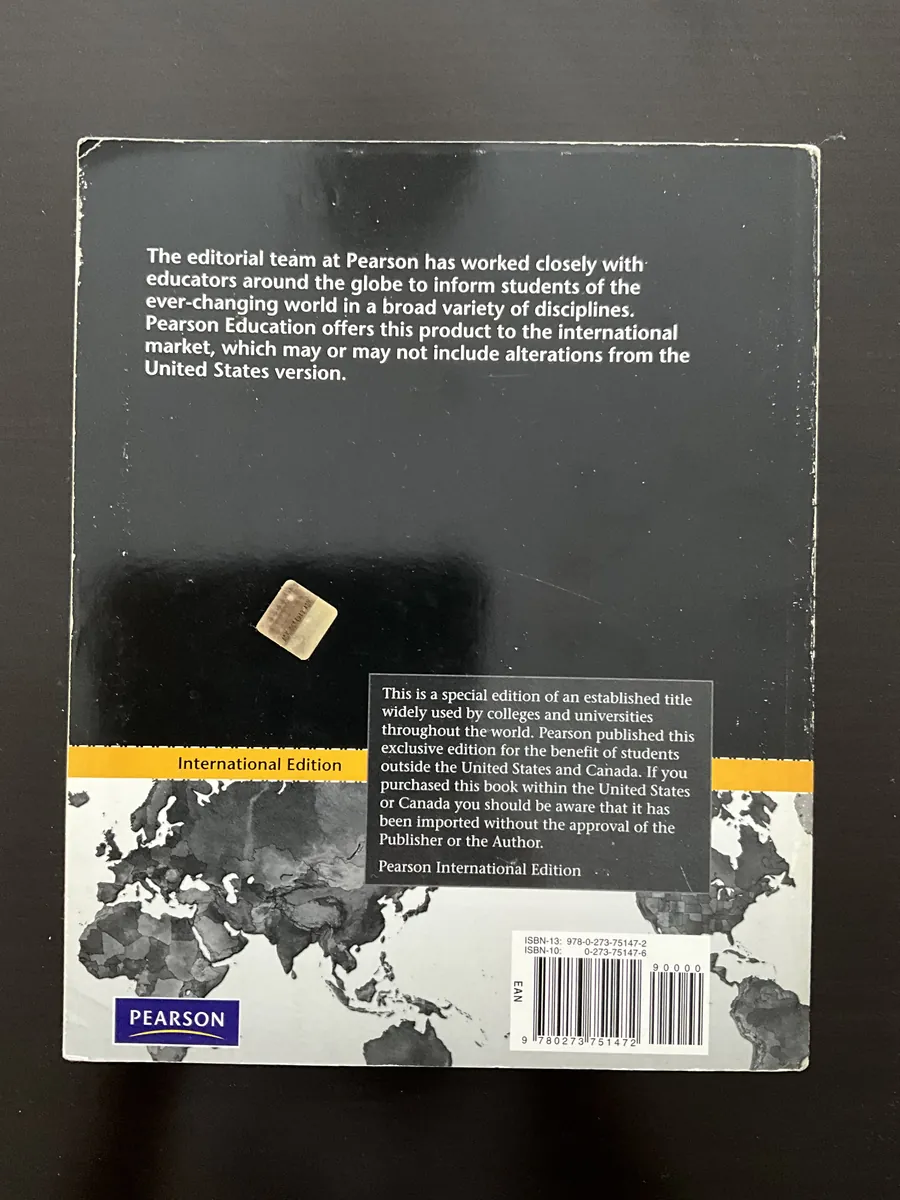 The editorial team at Pearson has worked closely with
educators around the globe to inform students of the
ever-changing world in a broad variety of disciplines.
Pearson Education offers this product to the international
market, which may or may not include alterations from the
United States version.
This is a special edition of an established title
widely used by colleges and universities
throughout the world. Pearson published this
exclusive edition for the benefit of students
outside the United States and Canada. If you
purchased this book within the United States
or Canada you should be aware that it has
been imported without the approval of the
Publisher or the Author.
Pearson International Edition
International Edition
ISBN-13: 978-0-273-75147-2
ISBN-10: 0-273-75147-6
90000
EAN
9 780273 751472
PEARSON